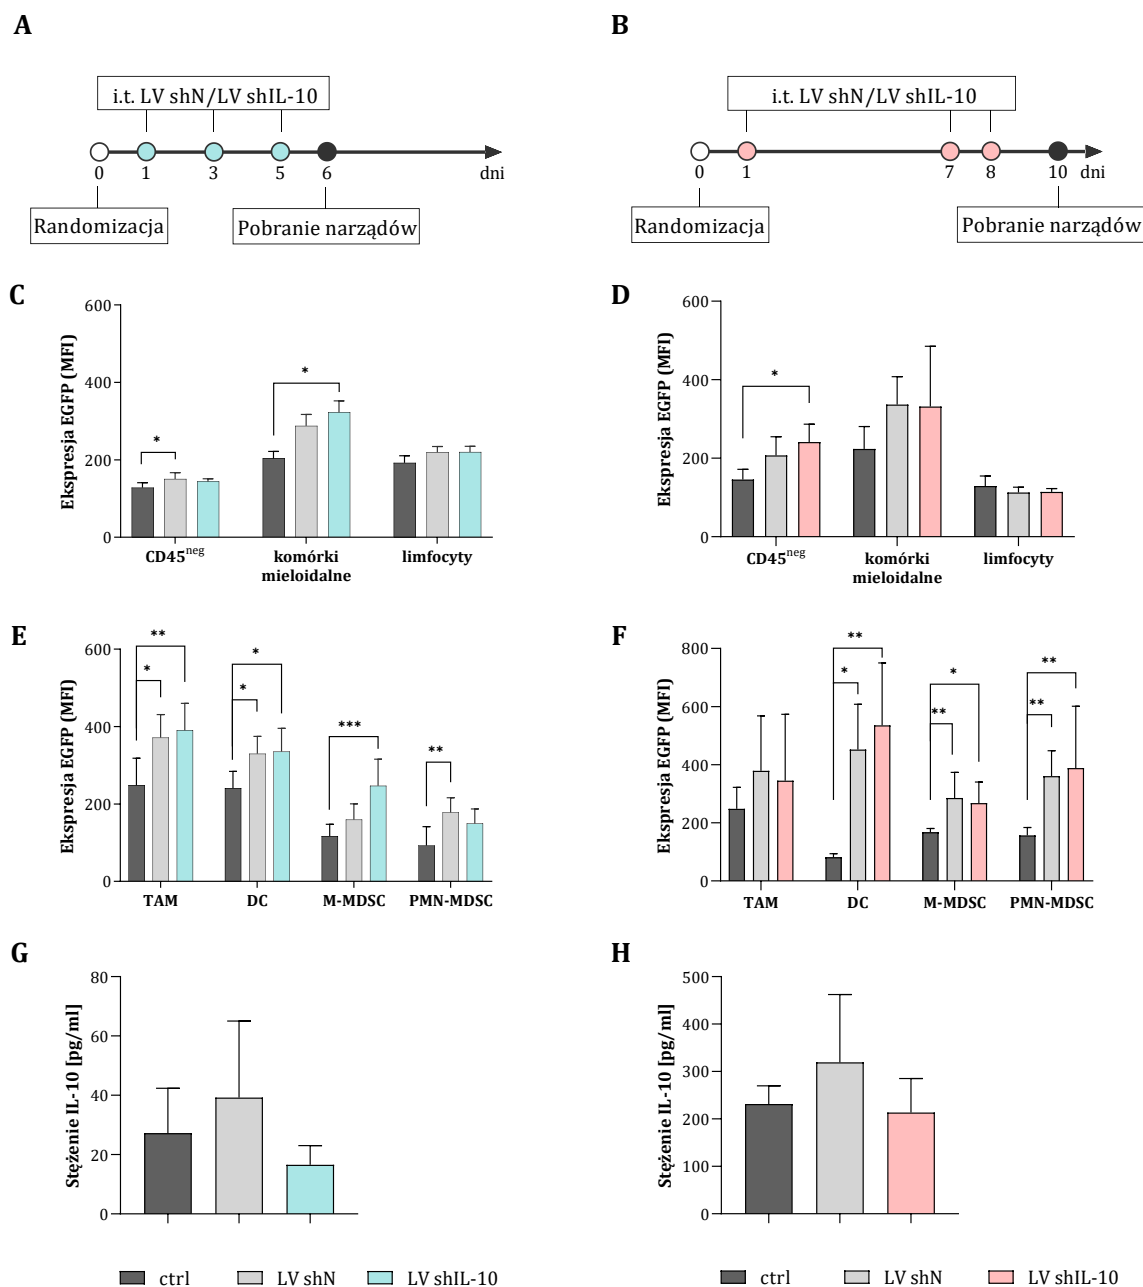 A
i.t. LV shN/LV shIL-10
0 1 3 5 6 dni
Randomizacja
Pobranie narządów
B
i.t. LV shN/LV shIL-10
0 1 7 8 10 dni
Randomizacja
Pobranie narządów
C
Ekspresja EGFP (MFI)
600
400
200
0
*
*
CD45neg
komórki
mieloidalne
limfocyty
D
Ekspresja EGFP (MFI)
600
400
200
0
*
CD45neg
komórki
mieloidalne
limfocyty
E
Ekspresja EGFP (MFI)
600
400
200
0
**
*
*
*
***
**
TAM
DC
M-MDSC
PMN-MDSC
F
Ekspresja EGFP (MFI)
800
600
400
200
0
**
*
*
**
**
**
TAM
DC
M-MDSC
PMN-MDSC
G
Stężenie IL-10 [pg/ml]
80
60
40
20
0
H
Stężenie IL-10 [pg/ml]
500
400
300
200
100
0
ctrl LV shN LV shIL-10
ctrl LV shN LV shIL-10